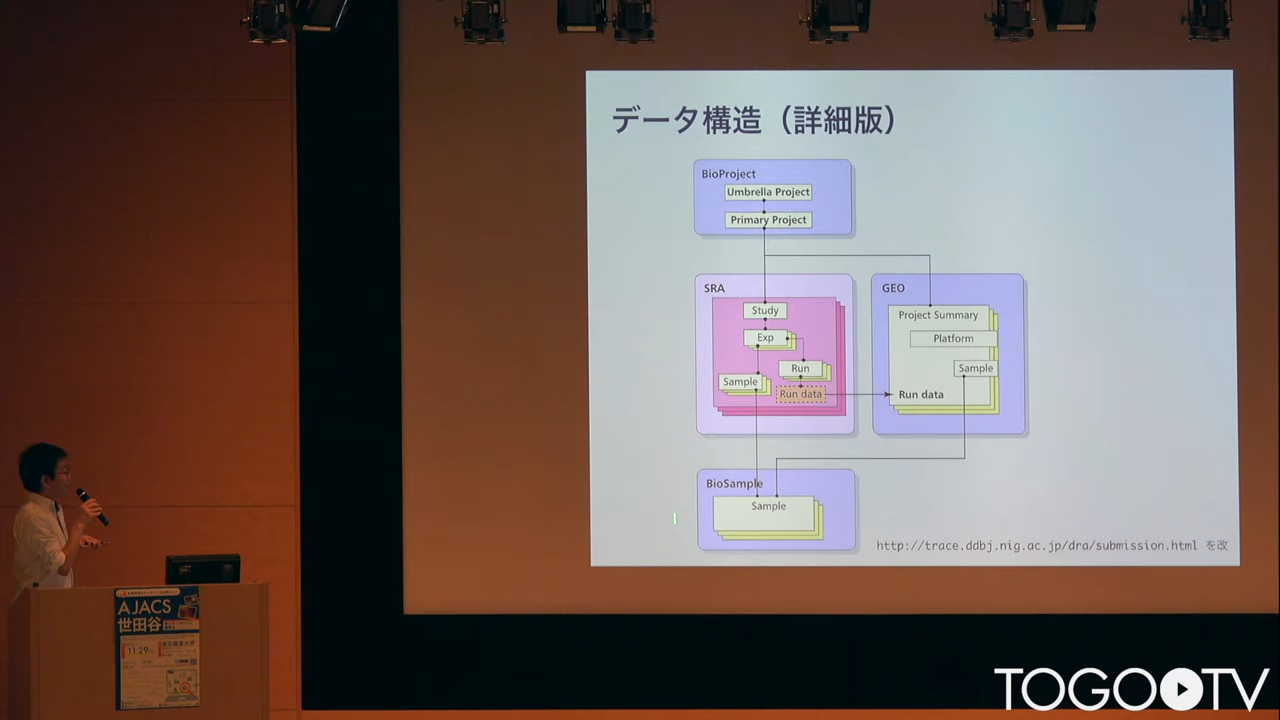 データ構造（詳細版）
BioProject
Umbrella Project
Primary Project
SRA
Study
Exp
Run
Sample
Run data
GEO
Project Summary
Platform
Sample
Run data
BioSample
Sample
http://trace.ddbj.nig.ac.jp/dra/submission.html を改
AJACS
世田谷
11.29
TOGOTV